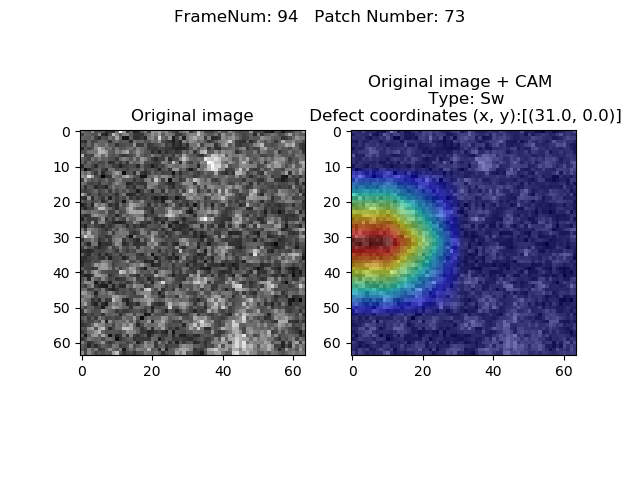 FrameNum: 94   Patch Number: 73
Original image
0
10
20
30
40
50
60
0 20 40 60
Original image + CAM
Type: Sw
Defect coordinates (x, y):[(31.0, 0.0)]
0
10
20
30
40
50
60
0 20 40 60